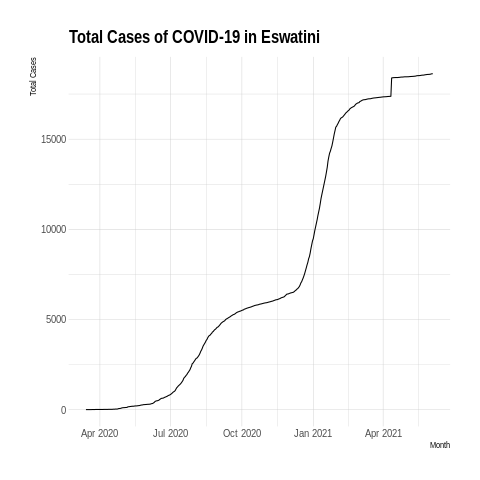 Total Cases of COVID-19 in Eswatini
Total Cases
15000
10000
5000
0
Apr 2020 Jul 2020 Oct 2020 Jan 2021 Apr 2021
Month